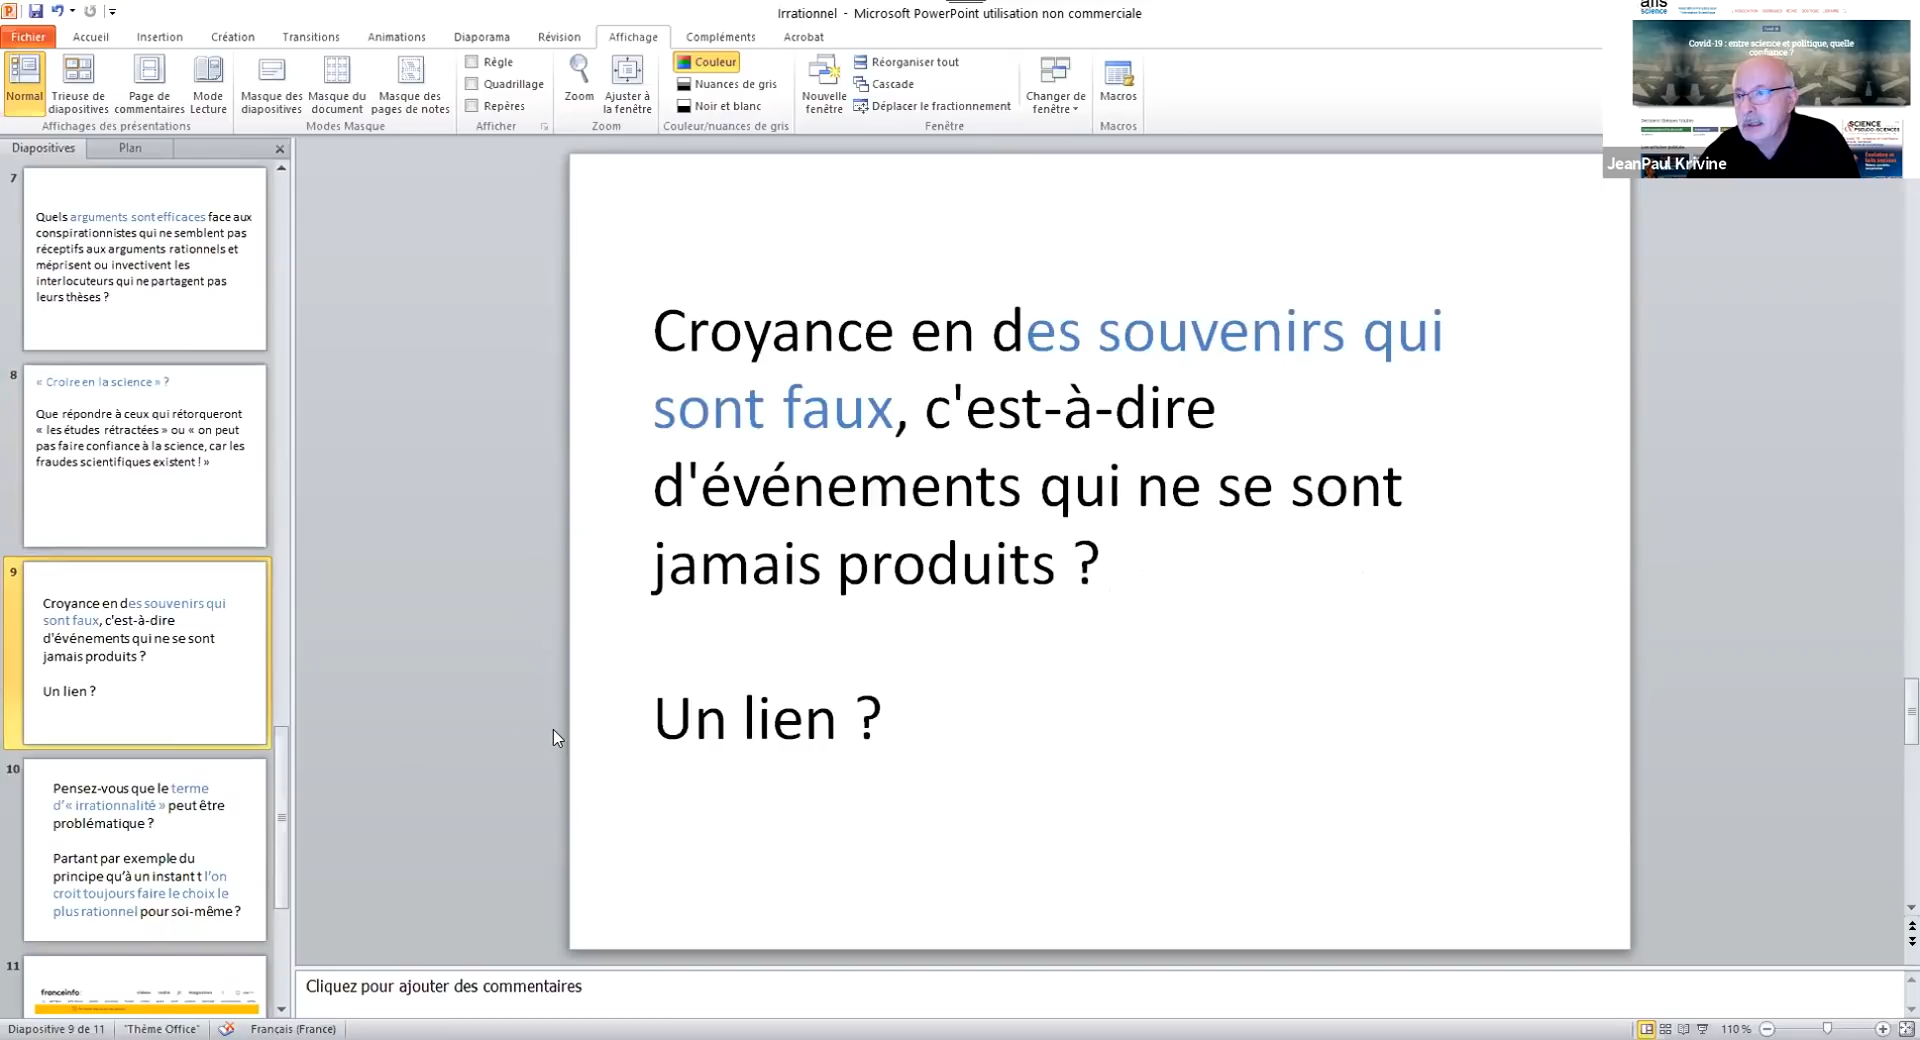 Irrationnel - Microsoft PowerPoint utilisation non commerciale
Fichier Accueil Insertion Création Transitions Animations Diaporama Révision Affichage Compléments Acrobat
Normal
Trieuse de diapositives
Page de commentaires
Mode Lecture
Affichages des présentations
Masque des diapositives
Masque du document
Masque des pages de notes
Modes Masque
Règle
Quadrillage
Repères
Afficher
Zoom
Ajuster à la fenêtre
Zoom
Couleur
Nuances de gris
Noir et blanc
Couleur/nuances de gris
Nouvelle fenêtre
Réorganiser tout
Cascade
Déplacer le fractionnement
Changer de fenêtre
Fenêtre
Macros
Macros
afis
science
Covid-19 : entre science et politique, quelle
confiance ?
SCIENCE
JeanPaul Krivine
Diapositives Plan
7
Quels arguments sont efficaces face aux
conspirationnistes qui ne semblent pas
réceptifs aux arguments rationnels et
méprisent ou invectivent les
interlocuteurs qui ne partagent pas
leurs thèses ?
8
« Croire en la science » ?
Que répondre à ceux qui rétorqueront
« les études rétractées » ou « on peut
pas faire confiance à la science, car les
fraudes scientifiques existent ! »
9
Croyance en des souvenirs qui
sont faux, c'est-à-dire
d'événements qui ne se sont
jamais produits ?
Un lien ?
10
Pensez-vous que le terme
d'« irrationnalité » peut être
problématique ?
Partant par exemple du
principe qu'à un instant t l'on
croit toujours faire le choix le
plus rationnel pour soi-même ?
11
franceinfo
Croyance en des souvenirs qui
sont faux, c'est-à-dire
d'événements qui ne se sont
jamais produits ?
Un lien ?
Cliquez pour ajouter des commentaires
Diapositive 9 de 11 "Thème Office" Français (France) 110 %